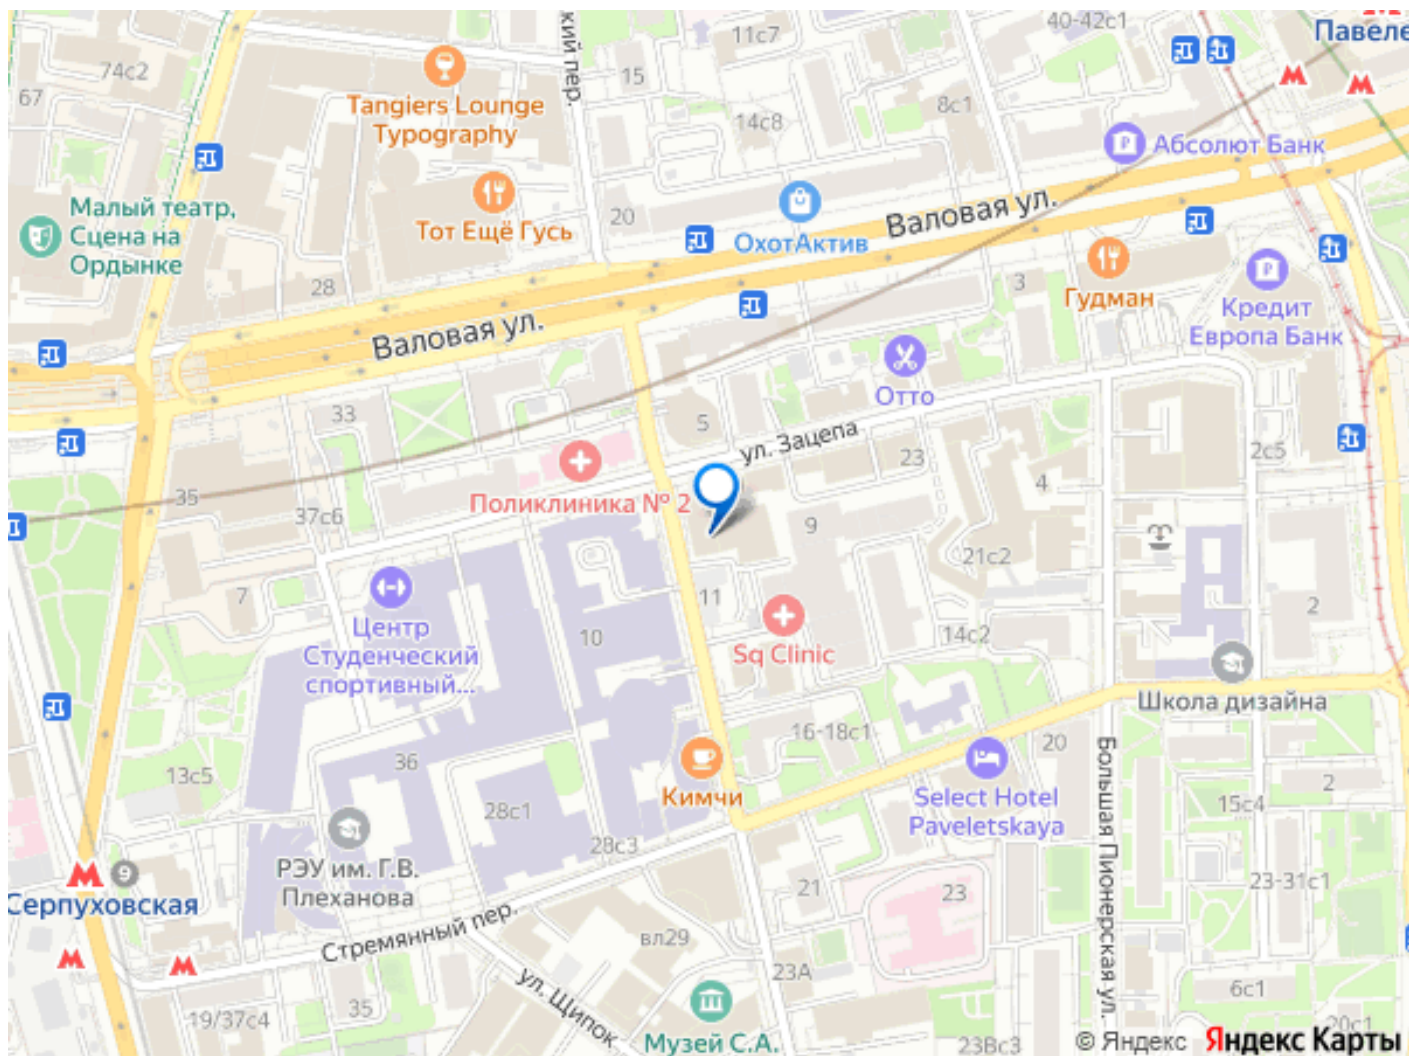 40-42с1
11с7
Павеле
74с2
67
кий пер.
15
Tangiers Lounge
Typography
14с8
8с1
Абсолют Банк
Малый театр,
Сцена на
Ордынке
Тот Ещё Гусь
20
ОхотАктив
Валовая ул.
28
3
Гудман
Кредит
Европа Банк
Валовая ул.
Отто
33
5
ул. Зацепа
23
2с5
35
37с6
Поликлиника № 2
9
4
21с2
7
11
2
Центр
Студенческий
спортивный...
10
Sq Clinic
14с2
Школа дизайна
16-18с1
20
13с5
36
Кимчи
Select Hotel
Paveletskaya
2
15с4
28с1
28с3
РЭУ им. Г.В.
Плеханова
9
Серпуховская
21
23
23-31с1
Большая Пионерская ул.
Стремянный пер.
вл29
23А
ул. Щипок
35
19/37с4
6с1
20с1
Музей С.А.
23Вс3
© Яндекс Яндекс Карты